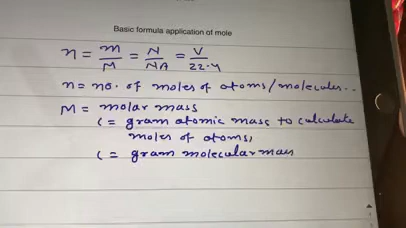 Basic formula application of mole
n = m/M = N/NA = V/22.4
n = no. of moles of atoms/molecules..
M = molar mass
( = gram atomic mass to calculate
moles of atoms,
( = gram molecular mass